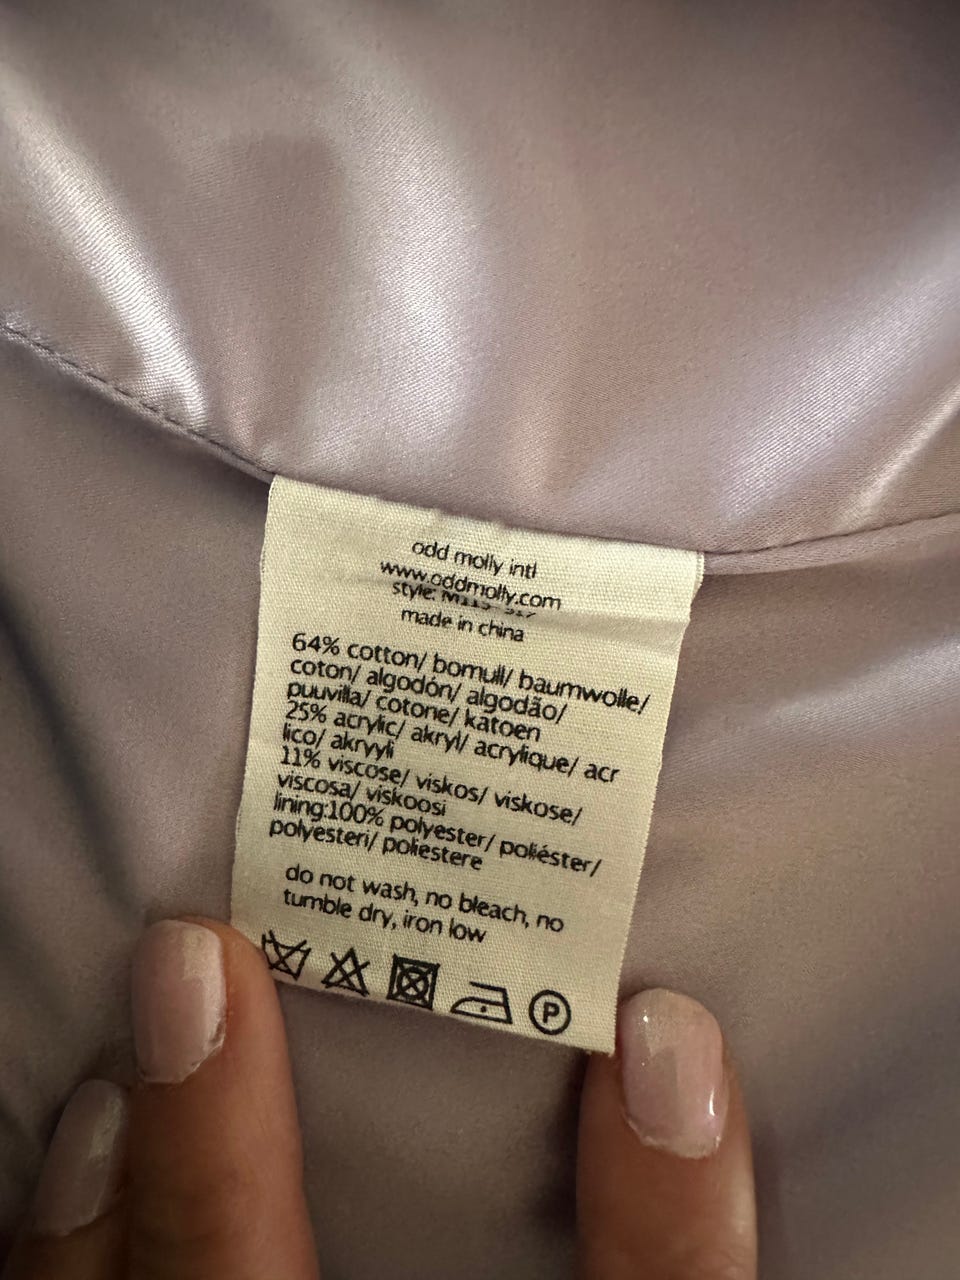 odd molly intl
www.oddmolly.com
style:
made in china
64% cotton/ bomull/ baumwolle/
coton/ algodón/ algodão/
puuvilla/ cotone/ katoen
25% acrylic/ akryl/ acrylique/ acr
lico/ akryyli
11% viscose/ viskos/ viskose/
viscosa/ viskoosi
lining:100% polyester/ poliéster/
polyesteri/ poliestere
do not wash, no bleach, no
tumble dry, iron low
P